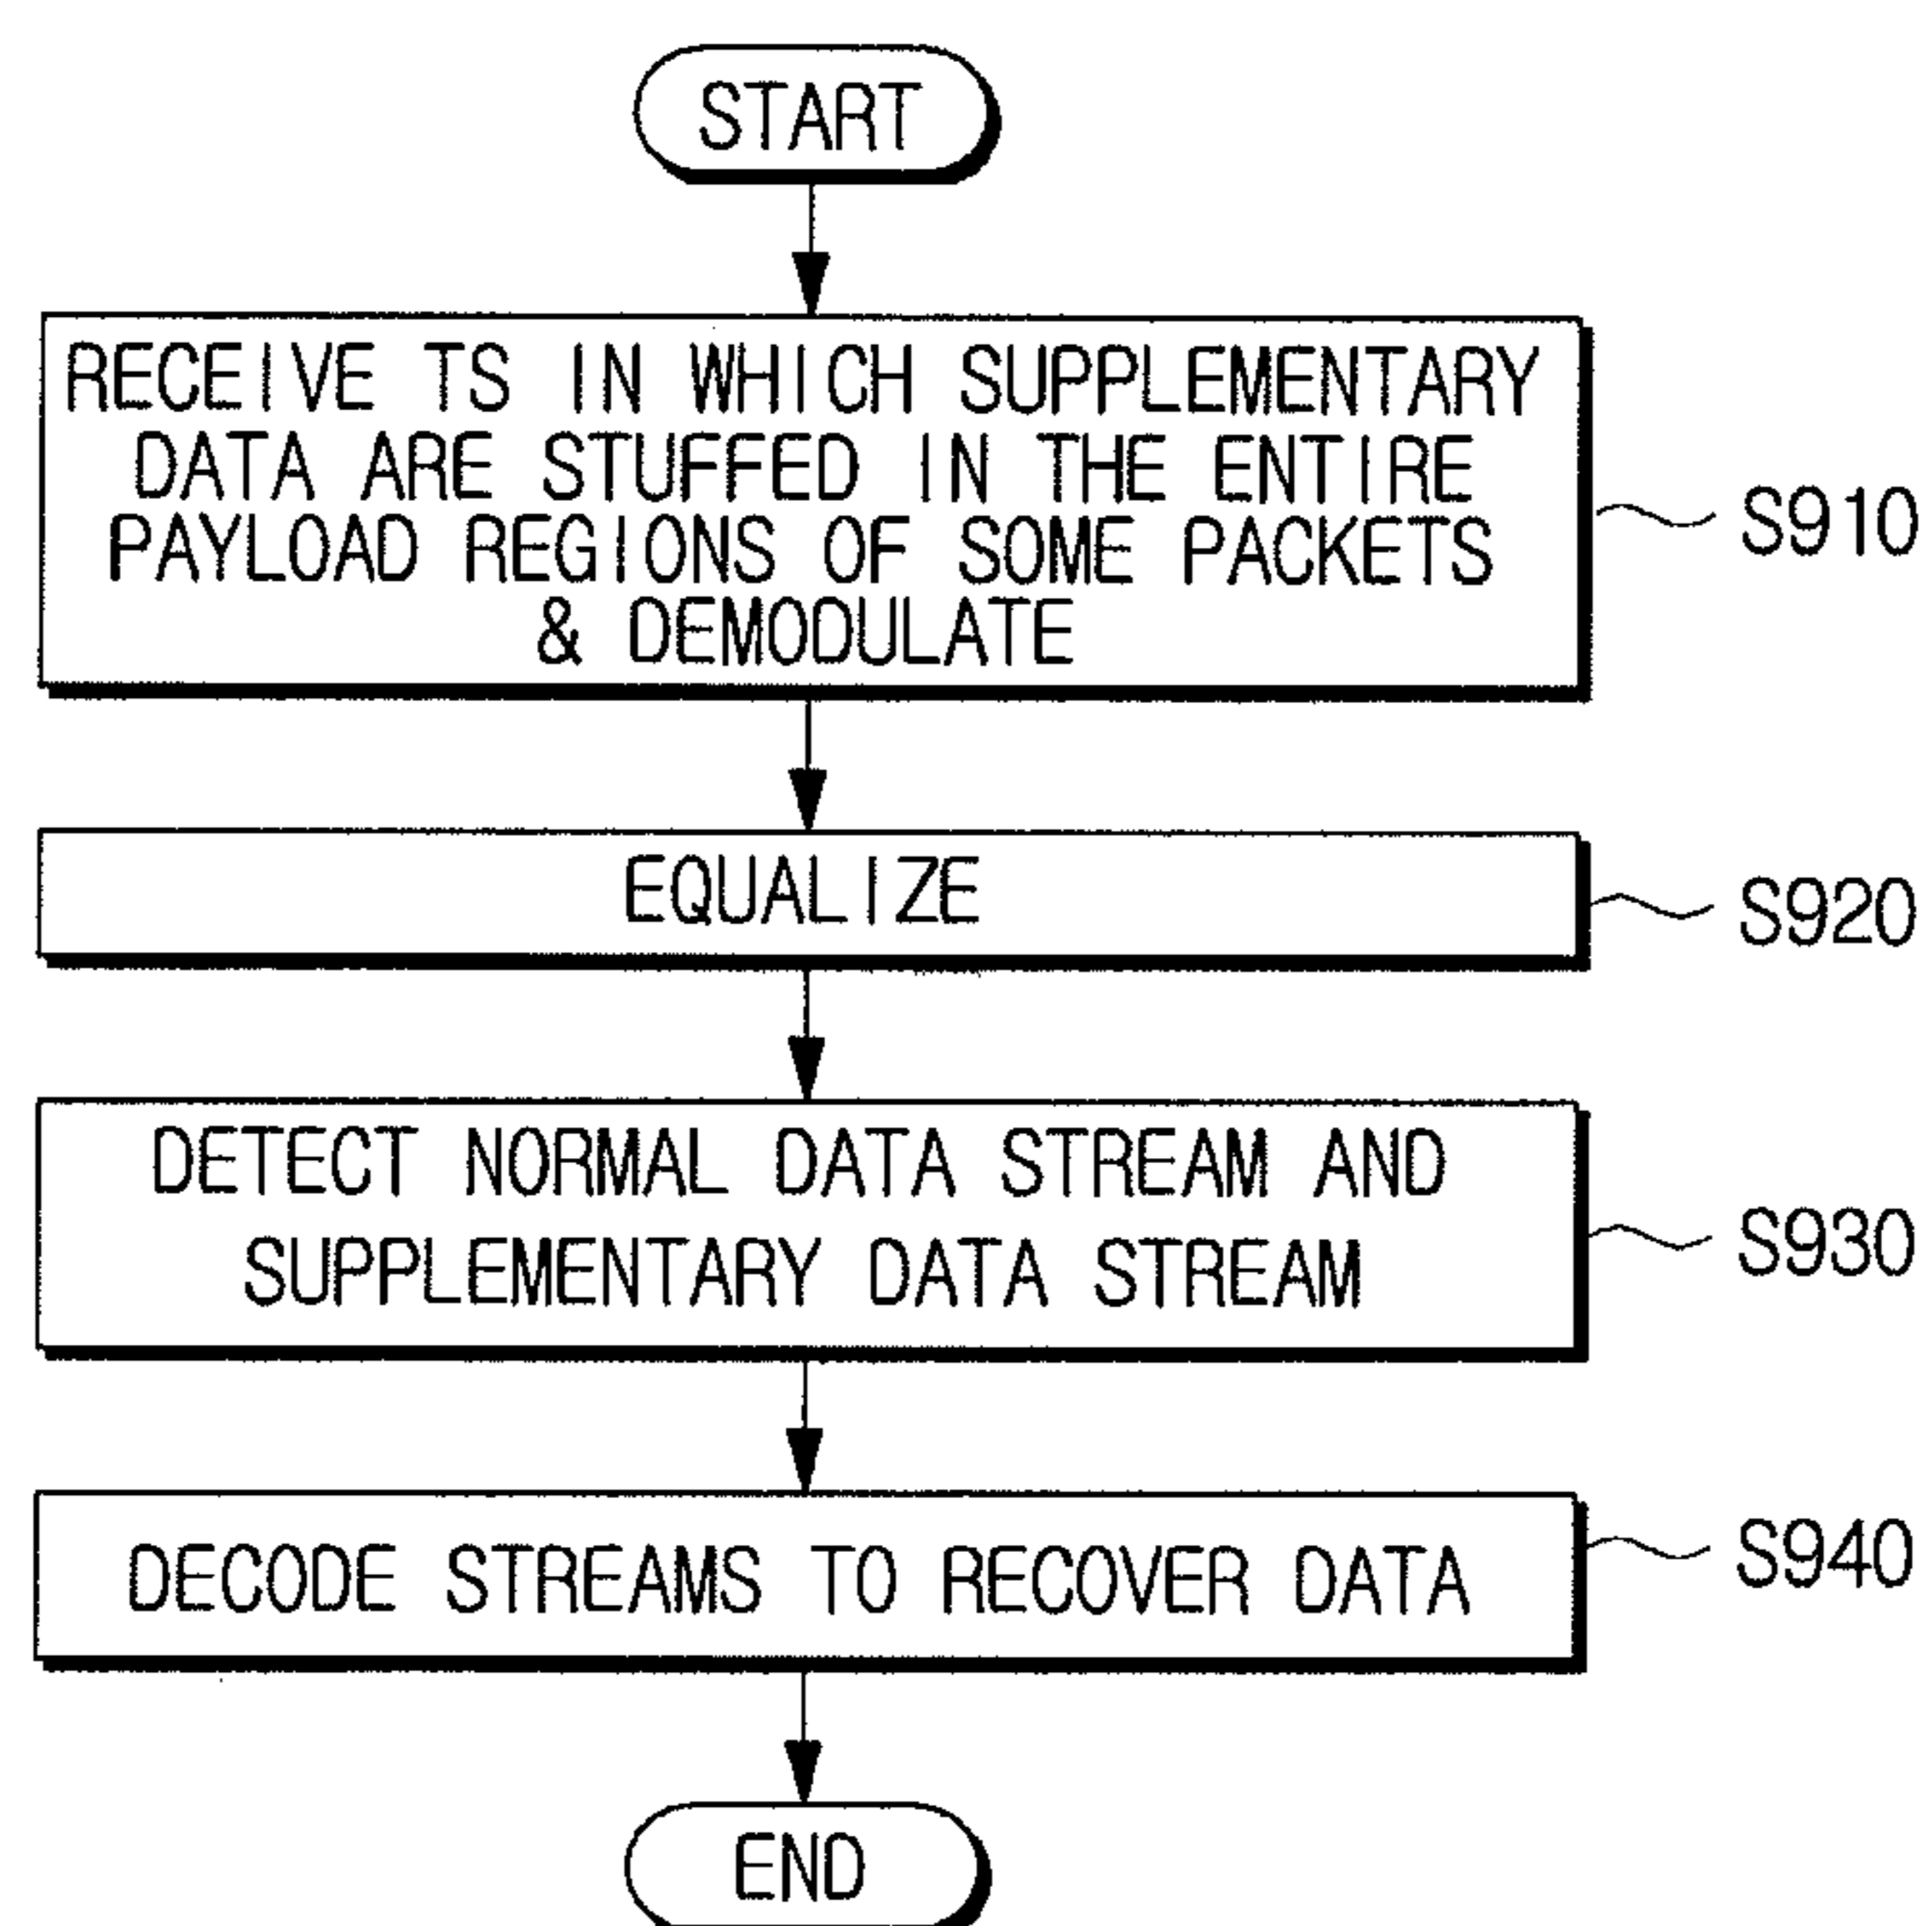 START
RECEIVE TS IN WHICH SUPPLEMENTARY
DATA ARE STUFFED IN THE ENTIRE
PAYLOAD REGIONS OF SOME PACKETS
& DEMODULATE
S910
EQUALIZE
S920
DETECT NORMAL DATA STREAM AND
SUPPLEMENTARY DATA STREAM
S930
DECODE STREAMS TO RECOVER DATA
S940
END